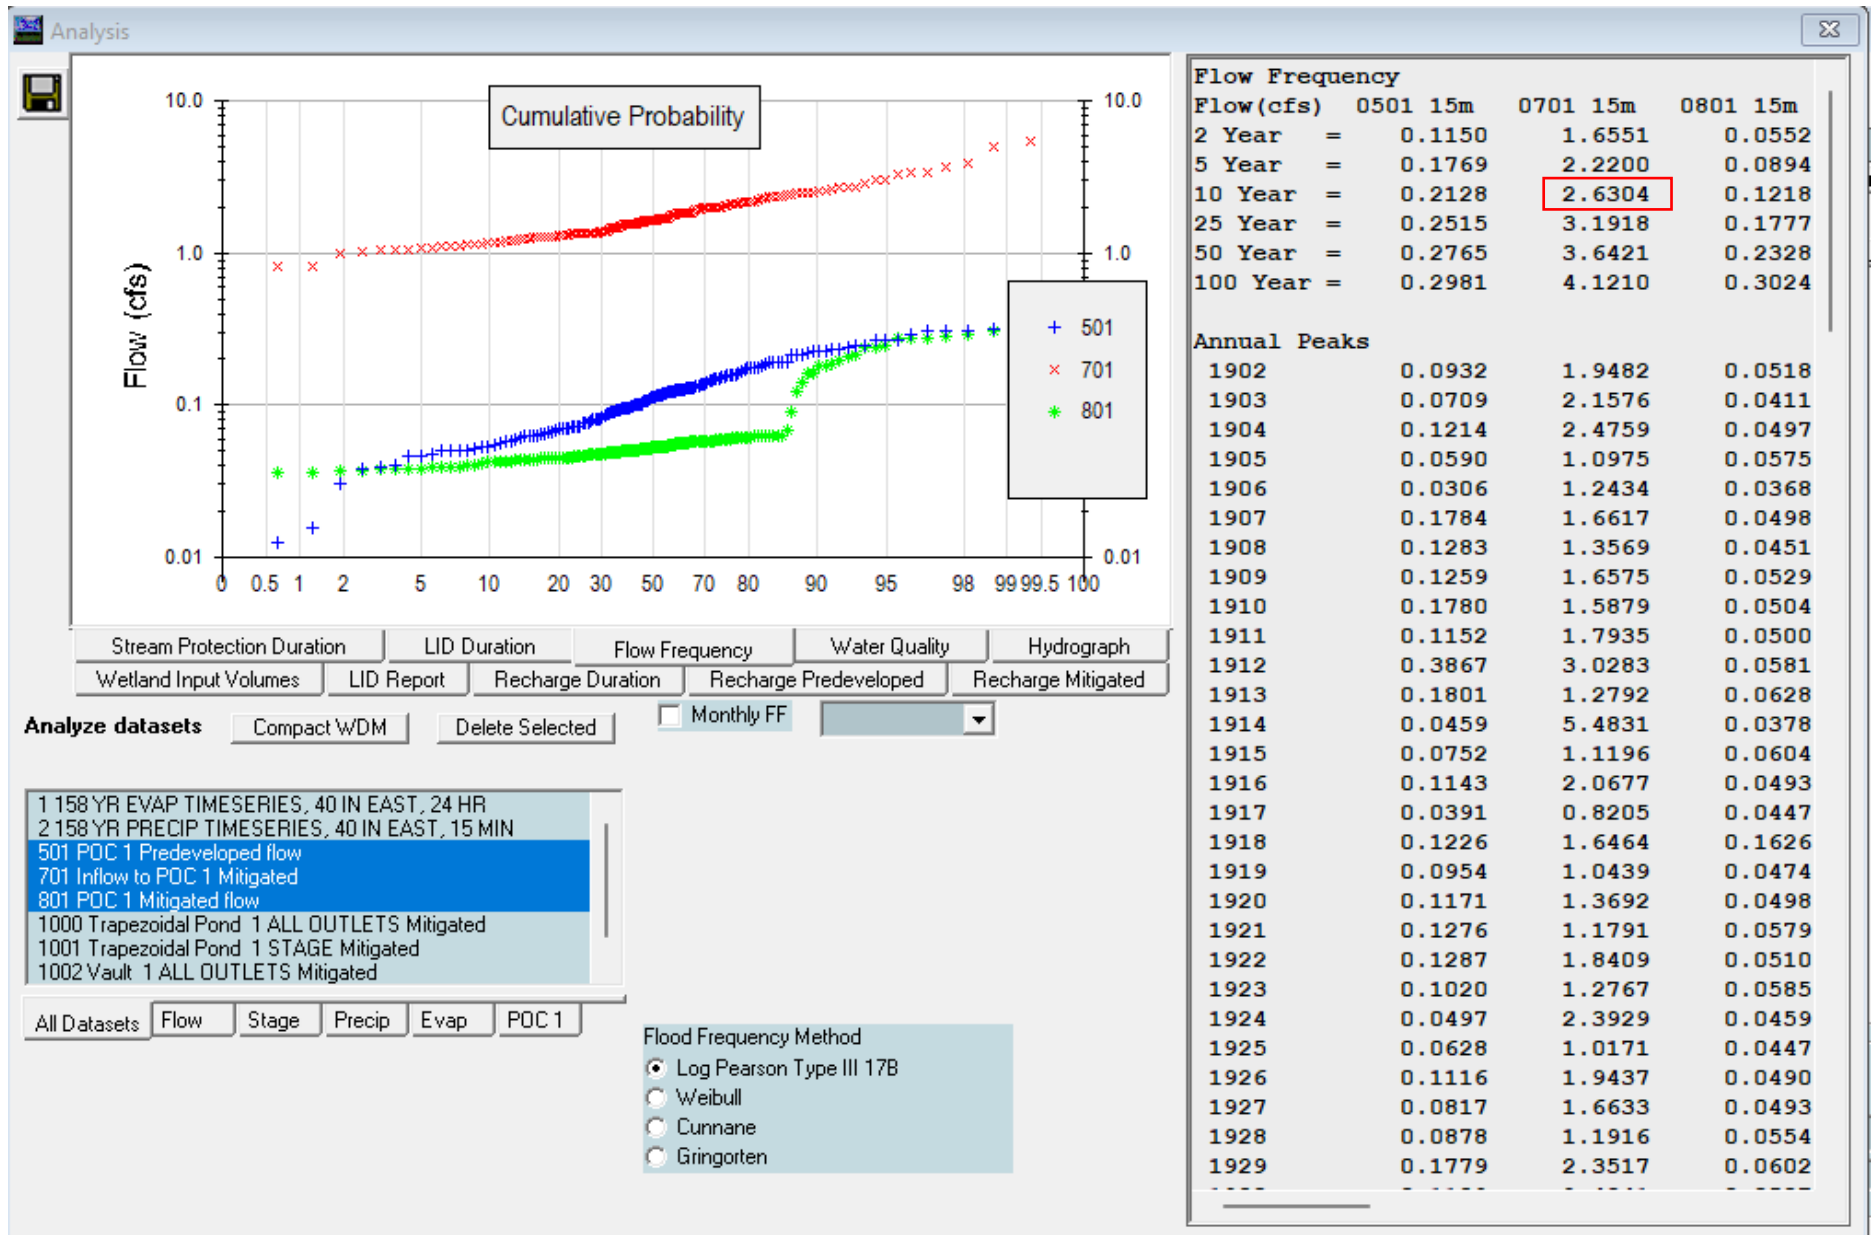 Analysis
Cumulative Probability
10.0
1.0
0.1
0.01
Flow (cfs)
10.0
1.0
0.01
0 0.5 1 2 5 10 20 30 50 70 80 90 95 98 99 99.5 100
501
701
801
Stream Protection Duration LID Duration Flow Frequency Water Quality Hydrograph
Wetland Input Volumes LID Report Recharge Duration Recharge Predeveloped Recharge Mitigated
Analyze datasets Compact WDM Delete Selected Monthly FF
1 158 YR EVAP TIMESERIES, 40 IN EAST, 24 HR
2 158 YR PRECIP TIMESERIES, 40 IN EAST, 15 MIN
501 POC 1 Predeveloped flow
701 Inflow to POC 1 Mitigated
801 POC 1 Mitigated flow
1000 Trapezoidal Pond 1 ALL OUTLETS Mitigated
1001 Trapezoidal Pond 1 STAGE Mitigated
1002 Vault 1 ALL OUTLETS Mitigated
All Datasets Flow Stage Precip Evap POC 1
Flood Frequency Method
Log Pearson Type III 17B
Weibull
Cunnane
Gringorten
Flow Frequency
Flow(cfs) 0501 15m 0701 15m 0801 15m
2 Year = 0.1150 1.6551 0.0552
5 Year = 0.1769 2.2200 0.0894
10 Year = 0.2128 2.6304 0.1218
25 Year = 0.2515 3.1918 0.1777
50 Year = 0.2765 3.6421 0.2328
100 Year = 0.2981 4.1210 0.3024
Annual Peaks
1902 0.0932 1.9482 0.0518
1903 0.0709 2.1576 0.0411
1904 0.1214 2.4759 0.0497
1905 0.0590 1.0975 0.0575
1906 0.0306 1.2434 0.0368
1907 0.1784 1.6617 0.0498
1908 0.1283 1.3569 0.0451
1909 0.1259 1.6575 0.0529
1910 0.1780 1.5879 0.0504
1911 0.1152 1.7935 0.0500
1912 0.3867 3.0283 0.0581
1913 0.1801 1.2792 0.0628
1914 0.0459 5.4831 0.0378
1915 0.0752 1.1196 0.0604
1916 0.1143 2.0677 0.0493
1917 0.0391 0.8205 0.0447
1918 0.1226 1.6464 0.1626
1919 0.0954 1.0439 0.0474
1920 0.1171 1.3692 0.0498
1921 0.1276 1.1791 0.0579
1922 0.1287 1.8409 0.0510
1923 0.1020 1.2767 0.0585
1924 0.0497 2.3929 0.0459
1925 0.0628 1.0171 0.0447
1926 0.1116 1.9437 0.0490
1927 0.0817 1.6633 0.0493
1928 0.0878 1.1916 0.0554
1929 0.1779 2.3517 0.0602